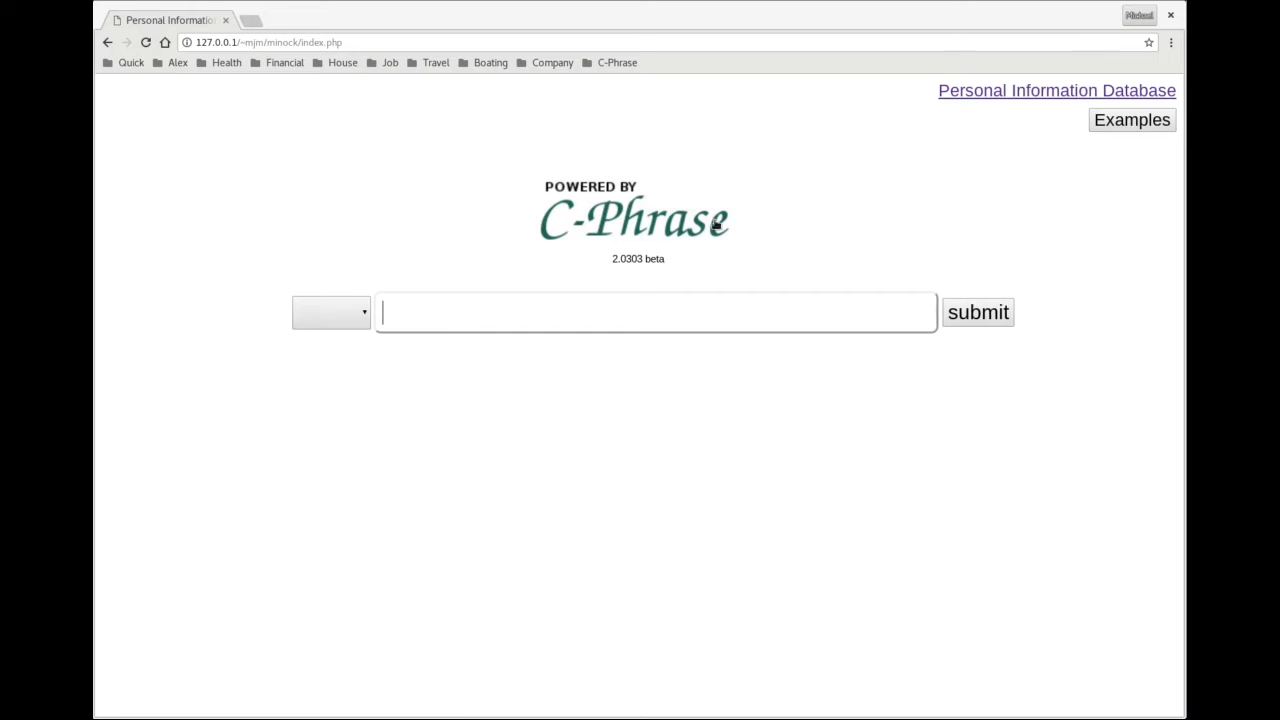 Personal Informatio
Michael
127.0.0.1/~mjm/minock/index.php
Quick Alex Health Financial House Job Travel Boating Company C-Phrase
Personal Information Database
Examples
POWERED BY
C-Phrase
2.0303 beta
submit